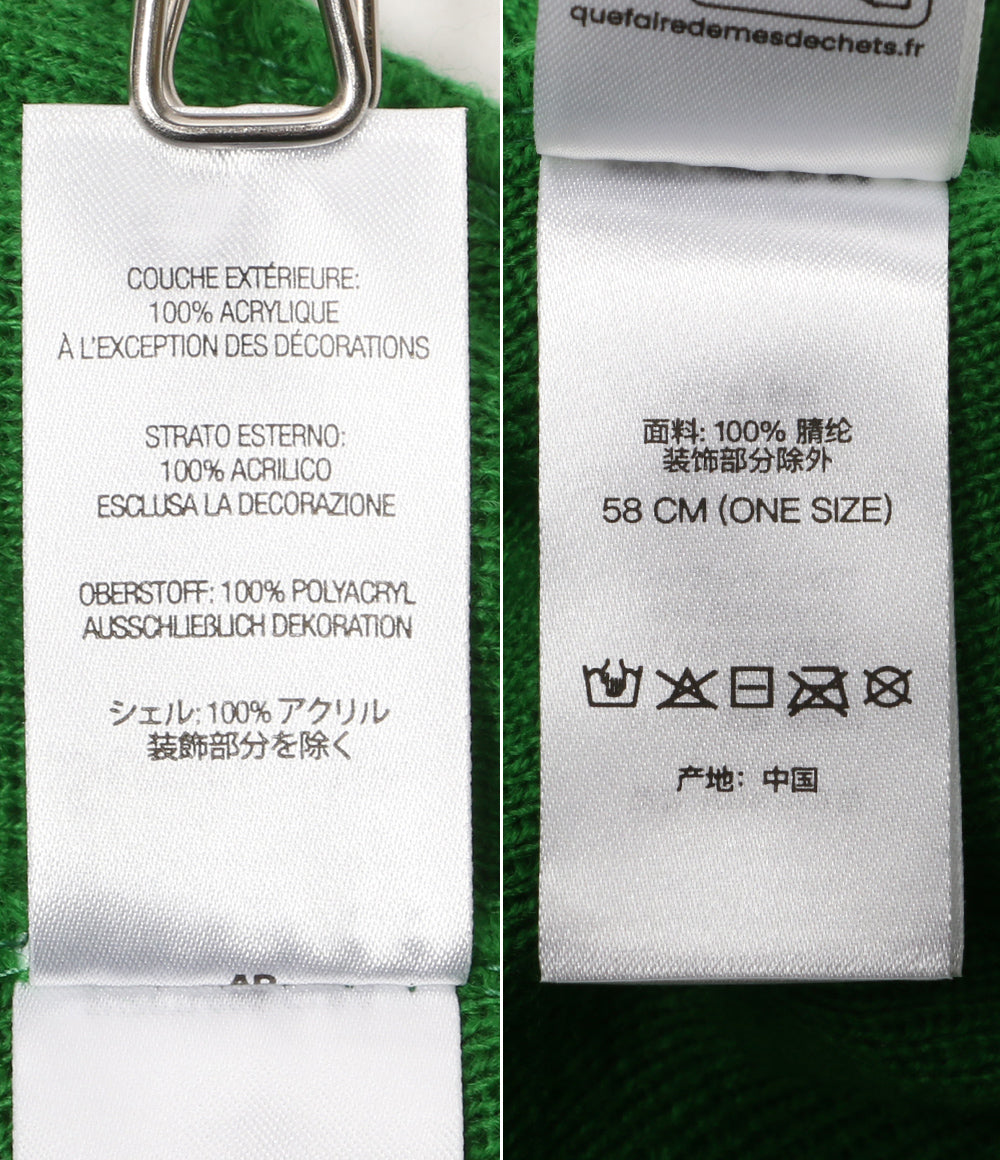 COUCHE EXTÉRIEURE:
100% ACRYLIQUE
À L'EXCEPTION DES DÉCORATIONS
STRATO ESTERNO:
100% ACRILICO
ESCLUSA LA DECORAZIONE
OBERSTOFF: 100% POLYACRYL
AUSSCHLIEßLICH DEKORATION
シェル: 100% アクリル
装飾部分を除く
quefairedemesdechets.fr
面料: 100% 腈纶
装饰部分除外
58 CM (ONE SIZE)
产地：中国